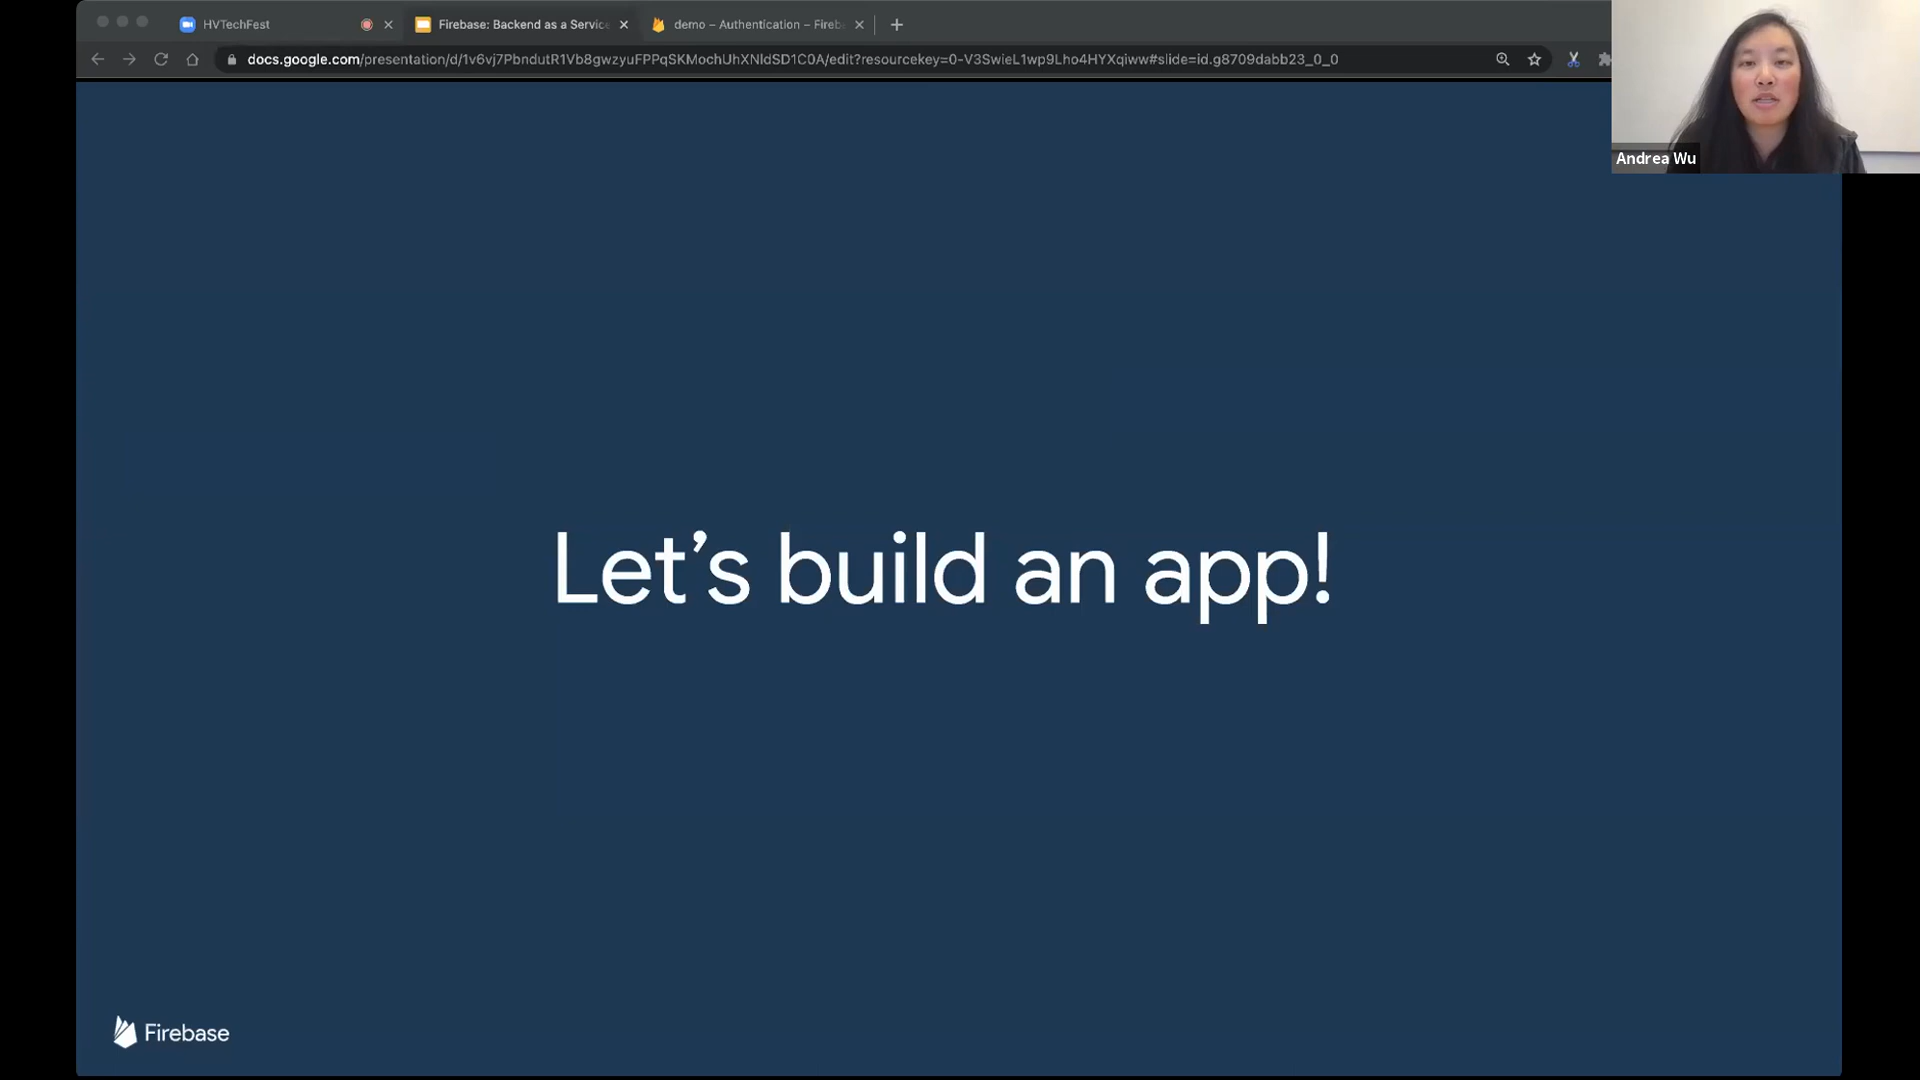 HVTechFest
Firebase: Backend as a Service
demo – Authentication – Fireb
docs.google.com/presentation/d/1v6vj7PbndutR1Vb8gwzyuFPPqSKMochUhXNldSD1C0A/edit?resourcekey=0-V3SwieL1wp9Lho4HYXqiww#slide=id.g8709dabb23_0_0
Andrea Wu
Let’s build an app!
Firebase